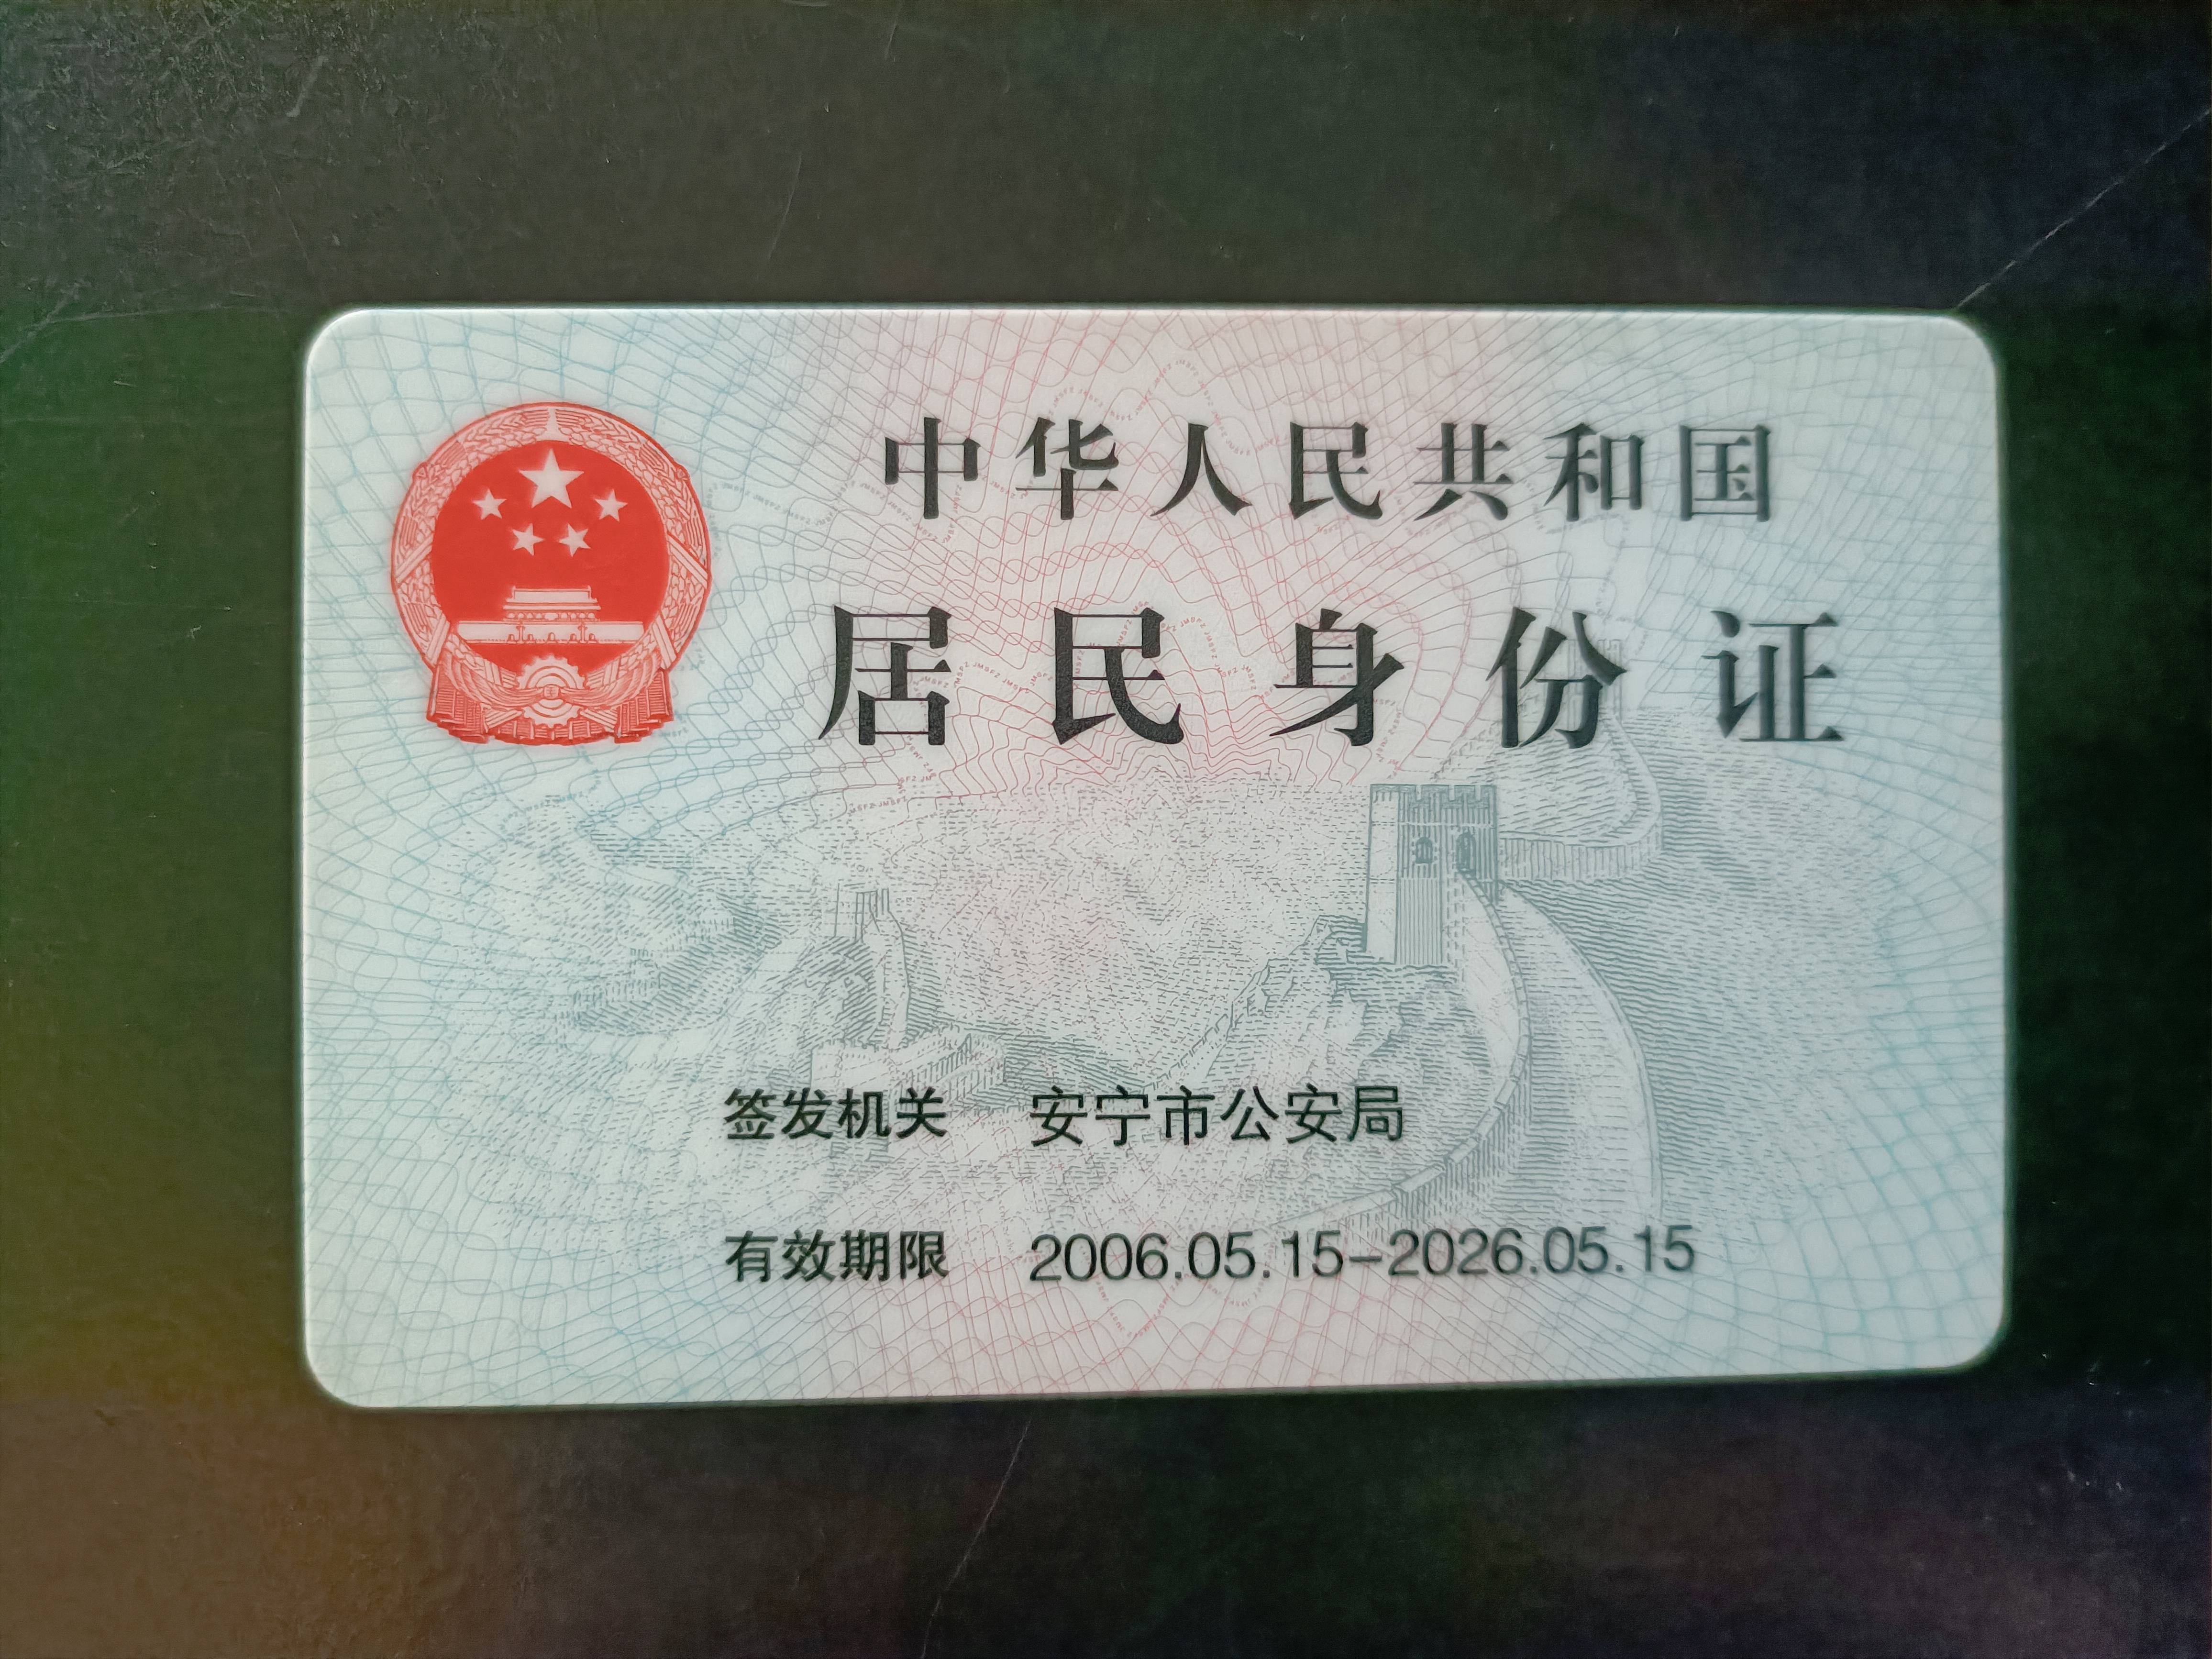 中华人民共和国
居民身份证
签发机关 安宁市公安局
有效期限 2006.05.15-2026.05.15